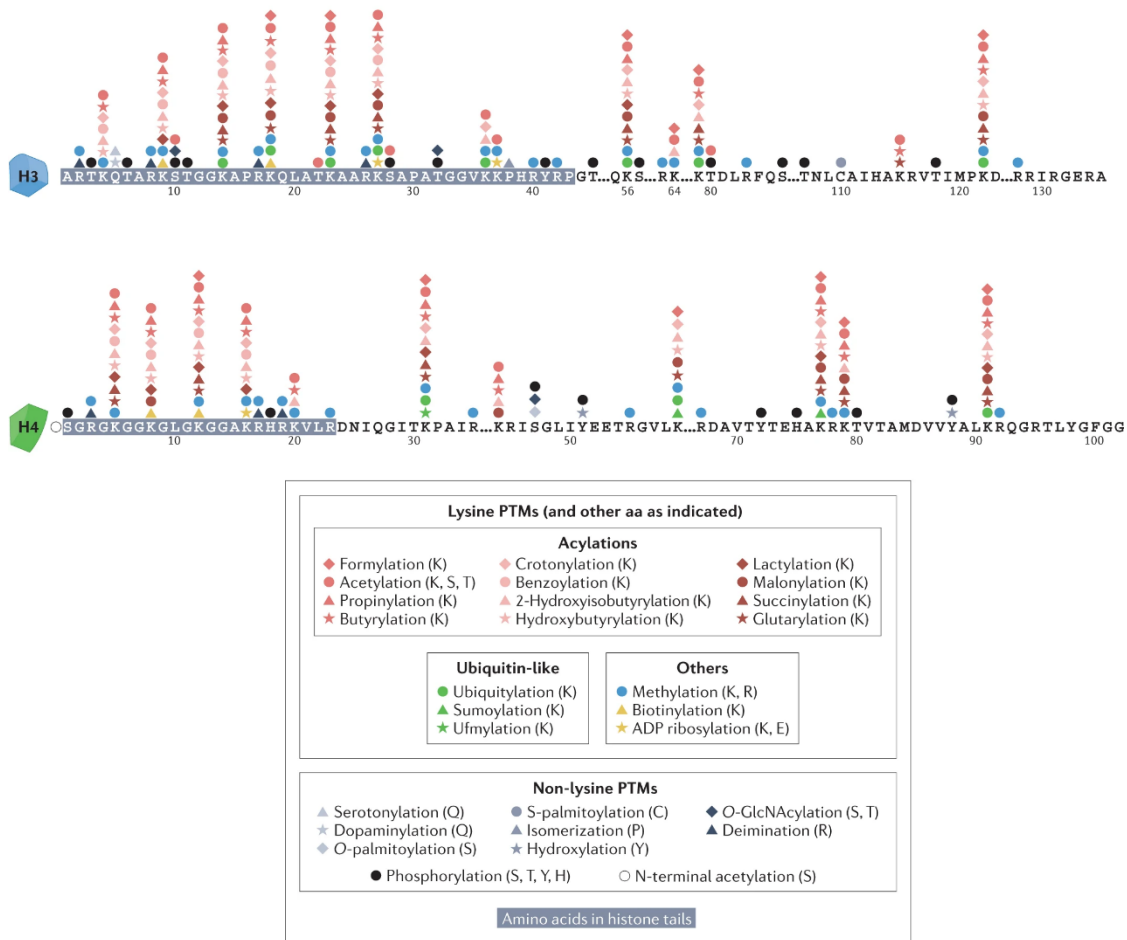 H3 ARTKQTARKSTGGKAPRKQLATKAARKSAPATGGVKKPHRYRPGT...QKS...RK...KTDLRFQS...TNLCAIHAKRVTIMPKD...RRIRGERA
10 20 30 40 56 64 80 110 120 130
H4 SGRGKGGKGLGKGGAKRHRKVLRDNIQGITKPAIR...KRISGLIYEETRGVLK...RDAVTYTEHAKRKTVTAMDVVYALKRQGRTLYGFGG
10 20 31 50 60 70 80 90 100
Lysine PTMs (and other aa as indicated)
Acylations
Formylation (K) Crotonylation (K) Lactylation (K)
Acetylation (K, S, T) Benzoylation (K) Malonylation (K)
Propinylation (K) 2-Hydroxyisobutyrylation (K) Succinylation (K)
Butyrylation (K) Hydroxybutyrylation (K) Glutarylation (K)
Ubiquitin-like Others
Ubiquitylation (K) Methylation (K, R)
Sumoylation (K) Biotinylation (K)
Ufmylation (K) ADP ribosylation (K, E)
Non-lysine PTMs
Serotonylation (Q) S-palmitoylation (C) O-GlcNAcylation (S, T)
Dopaminylation (Q) Isomerization (P) Deimination (R)
O-palmitoylation (S) Hydroxylation (Y)
Phosphorylation (S, T, Y, H) N-terminal acetylation (S)
Amino acids in histone tails